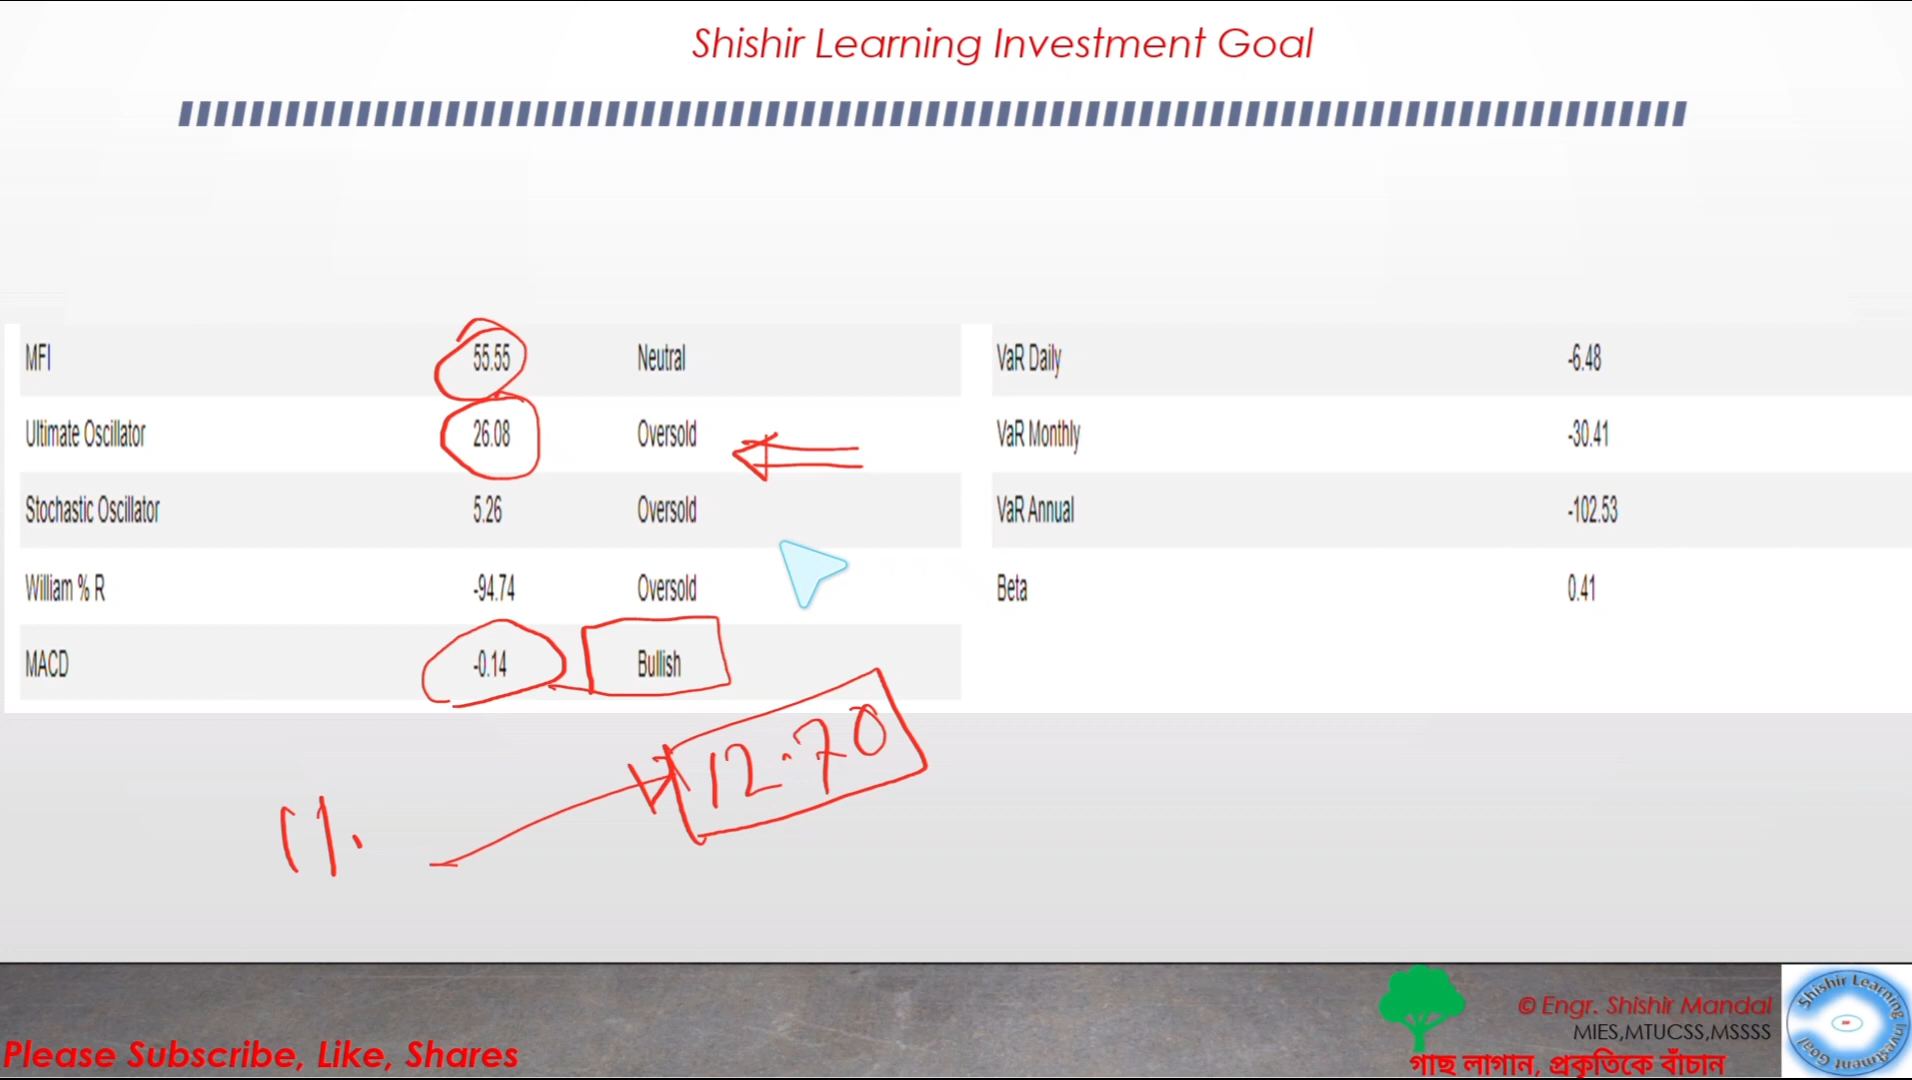 Shishir Learning Investment Goal
MFI 55.55 Neutral VaR Daily -6.48
Ultimate Oscillator 26.08 Oversold VaR Monthly -30.41
Stochastic Oscillator 5.26 Oversold VaR Annual -102.53
William % R -94.74 Oversold Beta 0.41
MACD -0.14 Bullish
12.70
1%
© Engr. Shishir Mandal
MIES,MTUCSS,MSSSS
গাছ লাগান, প্রকৃতিকে বাঁচান
Please Subscribe, Like, Shares
Shishir Learning Investment Goal